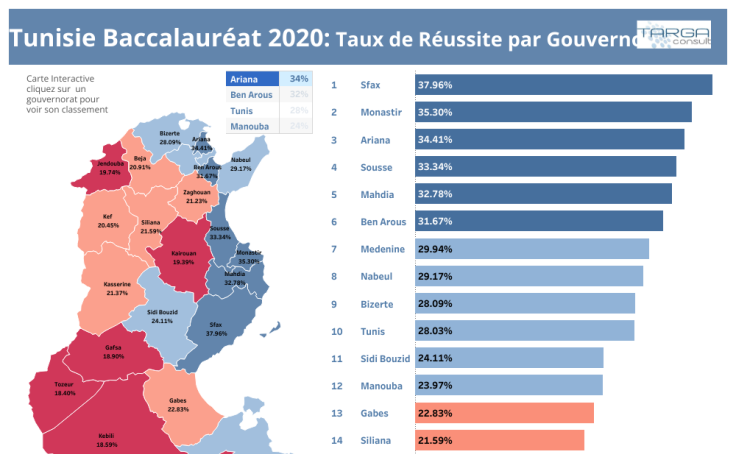 Tunisie Baccalauréat 2020: Taux de Réussite par Gouverno
TARGA
consult
Carte Interactive
cliquez sur un
gouvernorat pour
voir son classement
Ariana 34%
Ben Arous 32%
Tunis 28%
Manouba 24%
Bizerte
28.09%
Ariana
34.41%
Nabeul
29.17%
Ben Arous
31.67%
Jendouba
19.74%
Beja
20.91%
Zaghouan
21.23%
Kef
20.45%
Siliana
21.59%
Sousse
33.34%
Kairouan
19.39%
Monastir
35.30%
Mahdia
32.78%
Kasserine
21.37%
Sidi Bouzid
24.11%
Sfax
37.96%
Gafsa
18.90%
Tozeur
18.40%
Gabes
22.83%
Kebili
18.59%
1 Sfax 37.96%
2 Monastir 35.30%
3 Ariana 34.41%
4 Sousse 33.34%
5 Mahdia 32.78%
6 Ben Arous 31.67%
7 Medenine 29.94%
8 Nabeul 29.17%
9 Bizerte 28.09%
10 Tunis 28.03%
11 Sidi Bouzid 24.11%
12 Manouba 23.97%
13 Gabes 22.83%
14 Siliana 21.59%